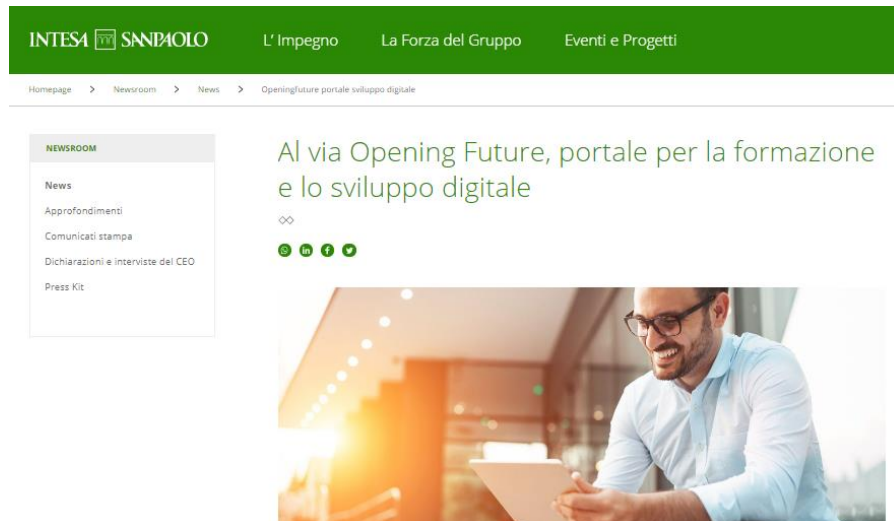 INTESA SANPAOLO
L' Impegno
La Forza del Gruppo
Eventi e Progetti
Homepage > Newsroom > News > Openingfuture portale sviluppo digitale
NEWSROOM
News
Approfondimenti
Comunicati stampa
Dichiarazioni e interviste del CEO
Press Kit
Al via Opening Future, portale per la formazione
e lo sviluppo digitale